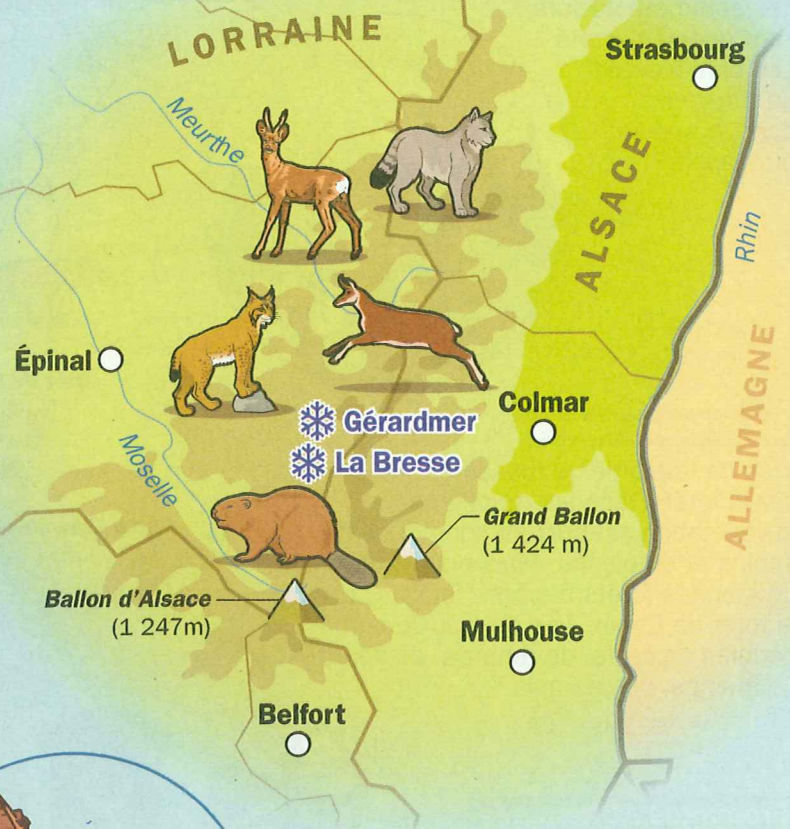 LORRAINE
Strasbourg
Meurthe
ALSACE
Rhin
Épinal
Colmar
Gérardmer
La Bresse
ALLEMAGNE
Moselle
Grand Ballon
(1 424 m)
Ballon d'Alsace
(1 247m)
Mulhouse
Belfort